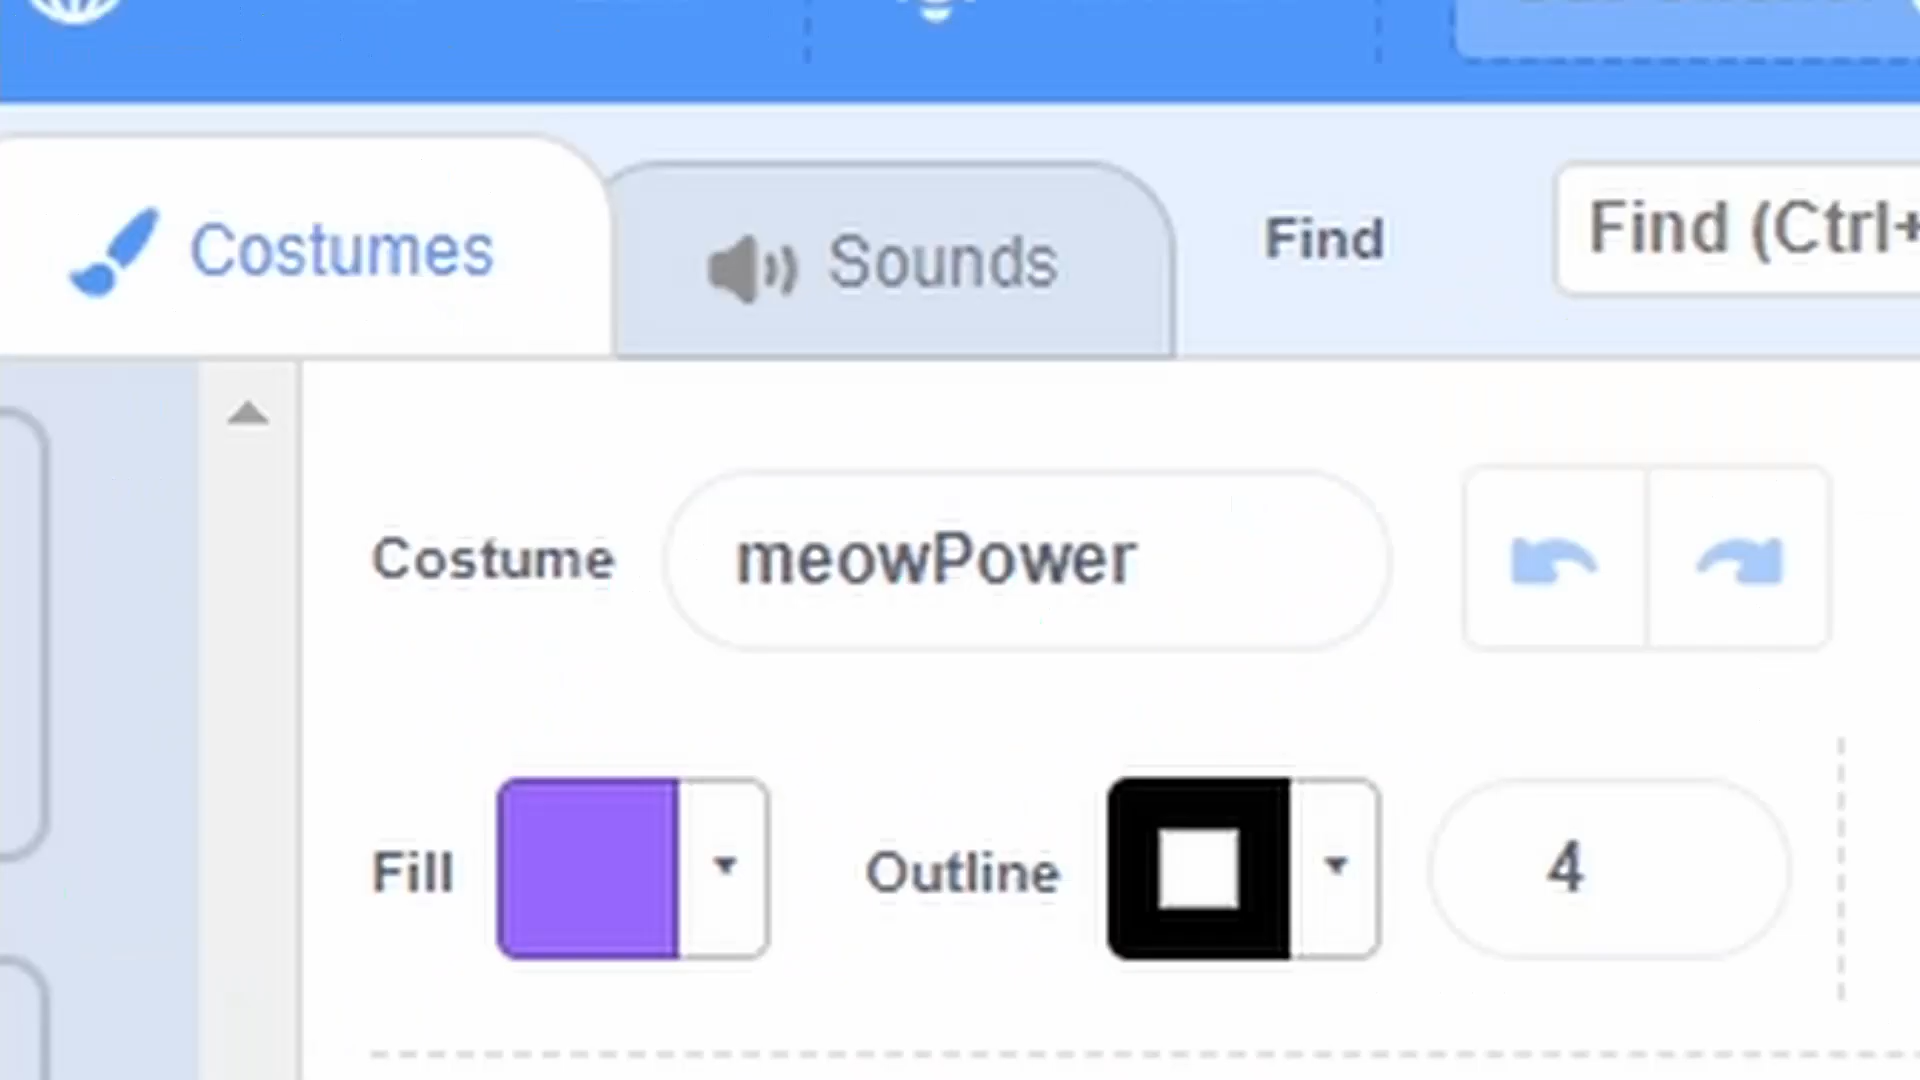 Costumes
Sounds
Find
Find (Ctrl+
Costume
meowPower
Fill
Outline
4